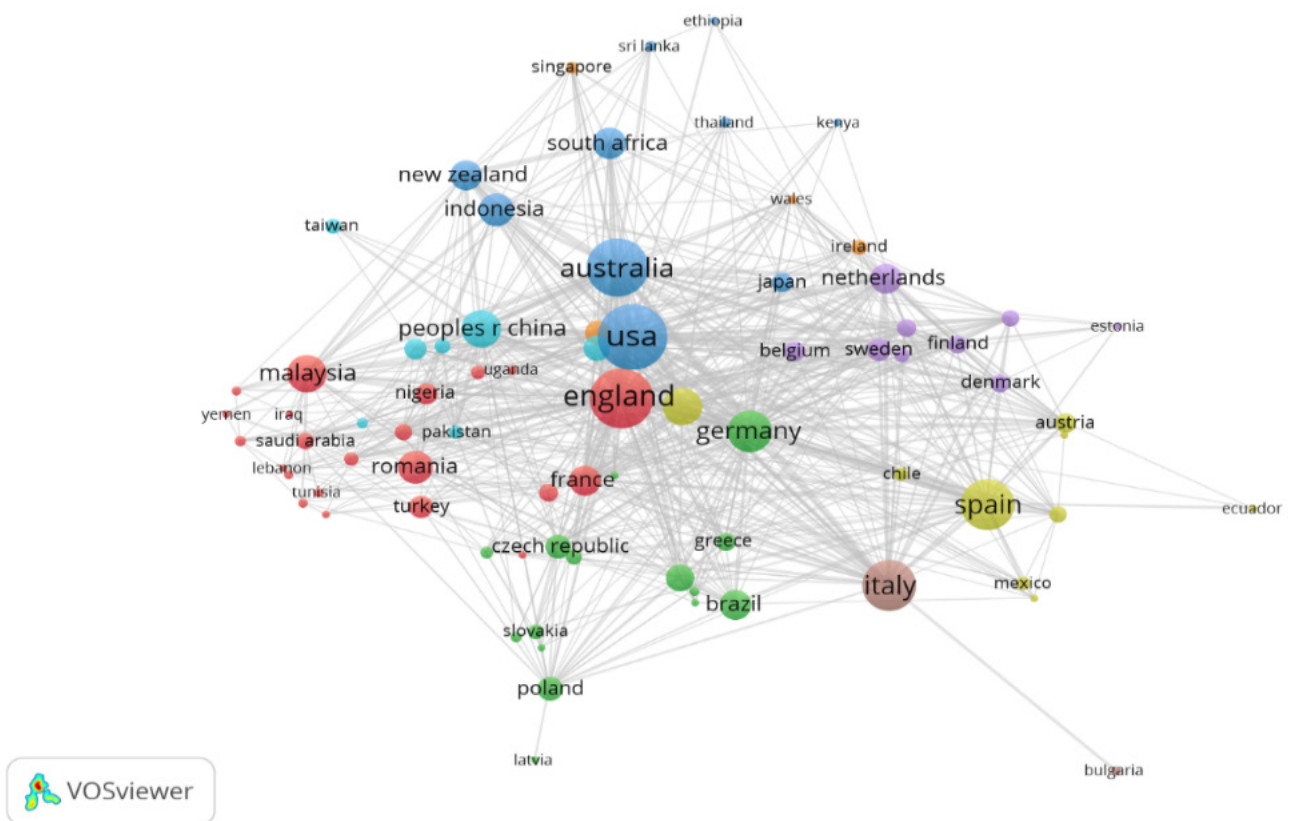 ethiopia
sri lanka
singapore
thailand
kenya
south africa
new zealand
wales
indonesia
taiwan
ireland
australia
japan
netherlands
peoples r china
usa
estonia
belgium
sweden
finland
malaysia
uganda
denmark
nigeria
england
yemen
iraq
austria
saudi arabia
pakistan
germany
lebanon
romania
chile
france
tunisia
turkey
spain
ecuador
czech republic
greece
italy
mexico
brazil
slovakia
poland
latvia
bulgaria
VOSviewer